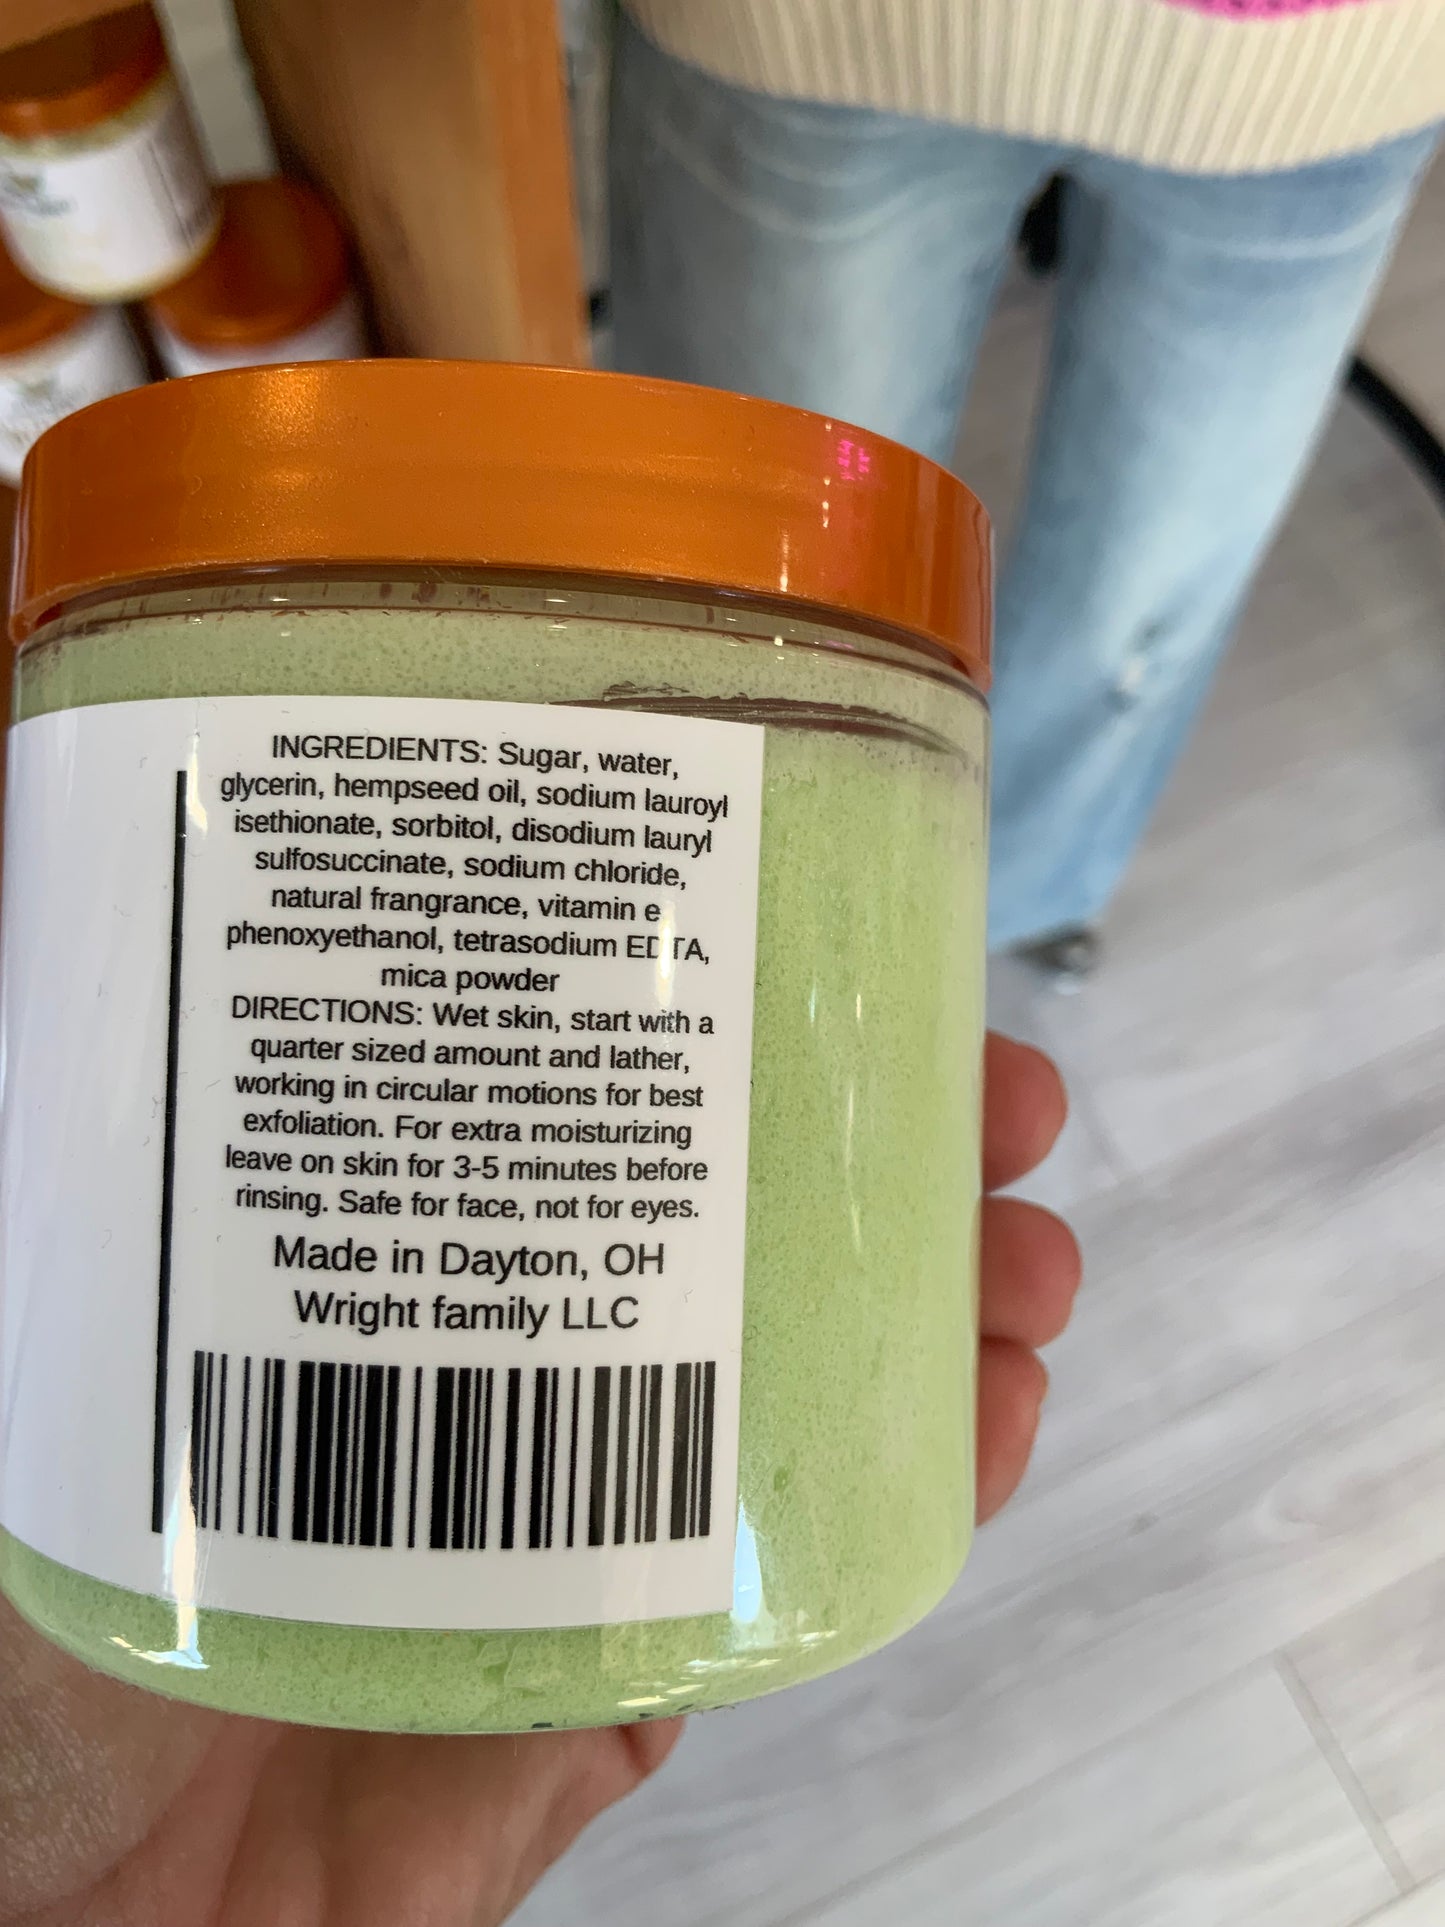 INGREDIENTS: Sugar, water,
glycerin, hempseed oil, sodium lauroyl
isethionate, sorbitol, disodium lauryl
sulfosuccinate, sodium chloride,
natural frangrance, vitamin e
phenoxyethanol, tetrasodium EDTA,
mica powder
DIRECTIONS: Wet skin, start with a
quarter sized amount and lather,
working in circular motions for best
exfoliation. For extra moisturizing
leave on skin for 3-5 minutes before
rinsing. Safe for face, not for eyes.
Made in Dayton, OH
Wright family LLC